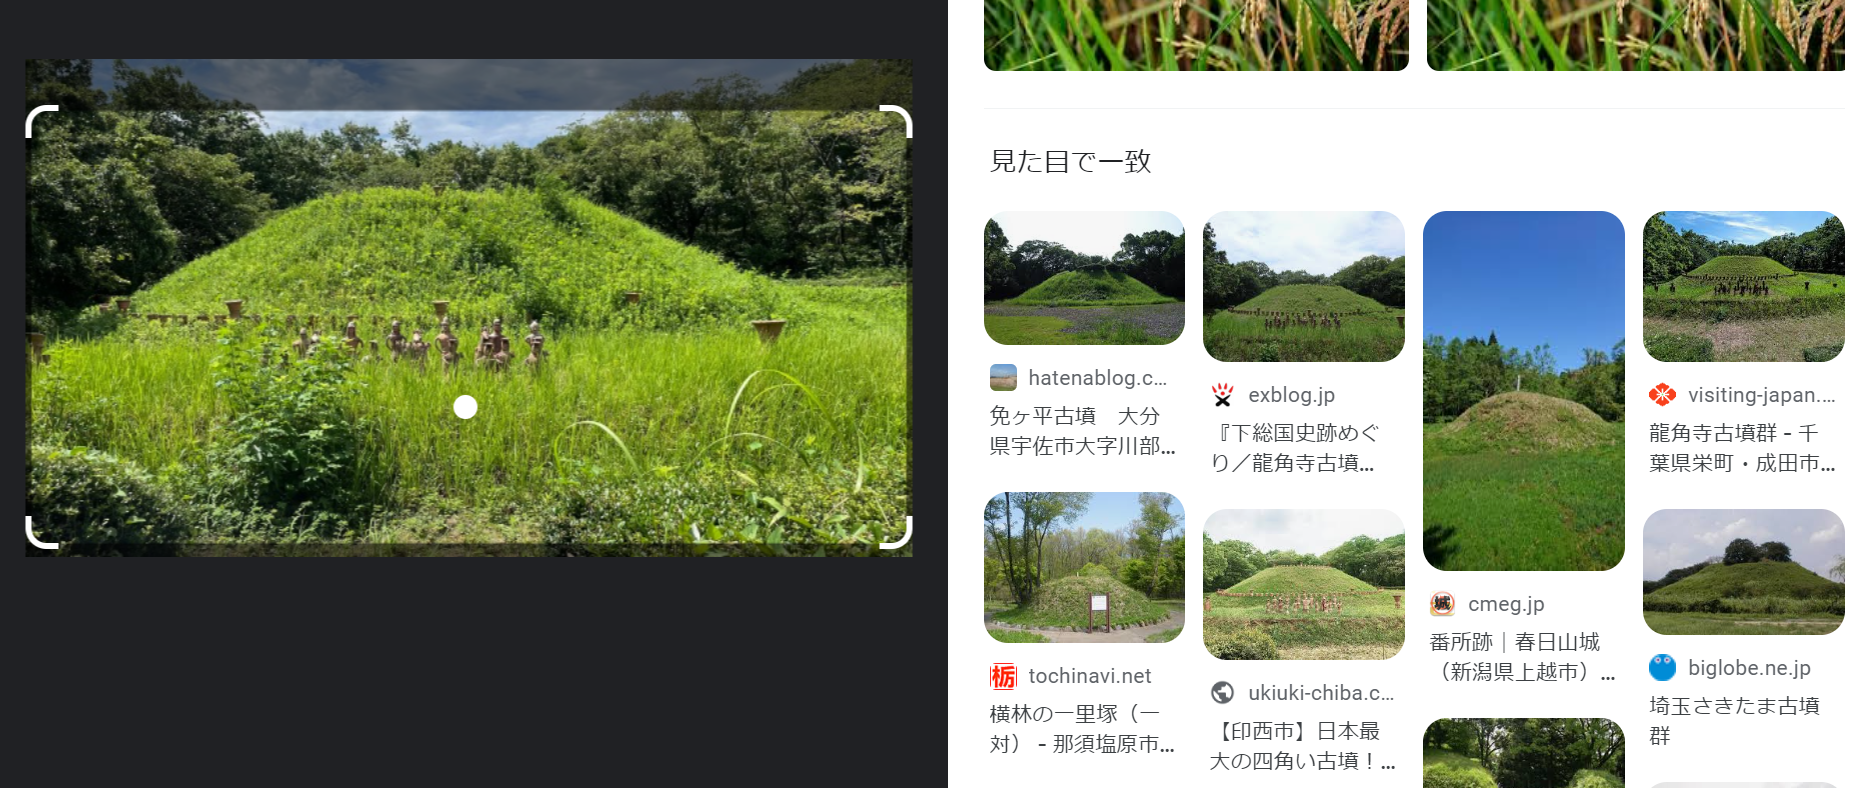 見た目で一致
hatenablog.c...
免ヶ平古墳　大分
県宇佐市大字川部...
exblog.jp
『下総国史跡めぐ
り／龍角寺古墳...
visiting-japan....
龍角寺古墳群 - 千
葉県栄町・成田市...
城
cmeg.jp
番所跡｜春日山城
（新潟県上越市）...
栃
tochinavi.net
横林の一里塚（一
対） - 那須塩原市...
ukiuki-chiba.c...
【印西市】日本最
大の四角い古墳！...
biglobe.ne.jp
埼玉さきたま古墳
群